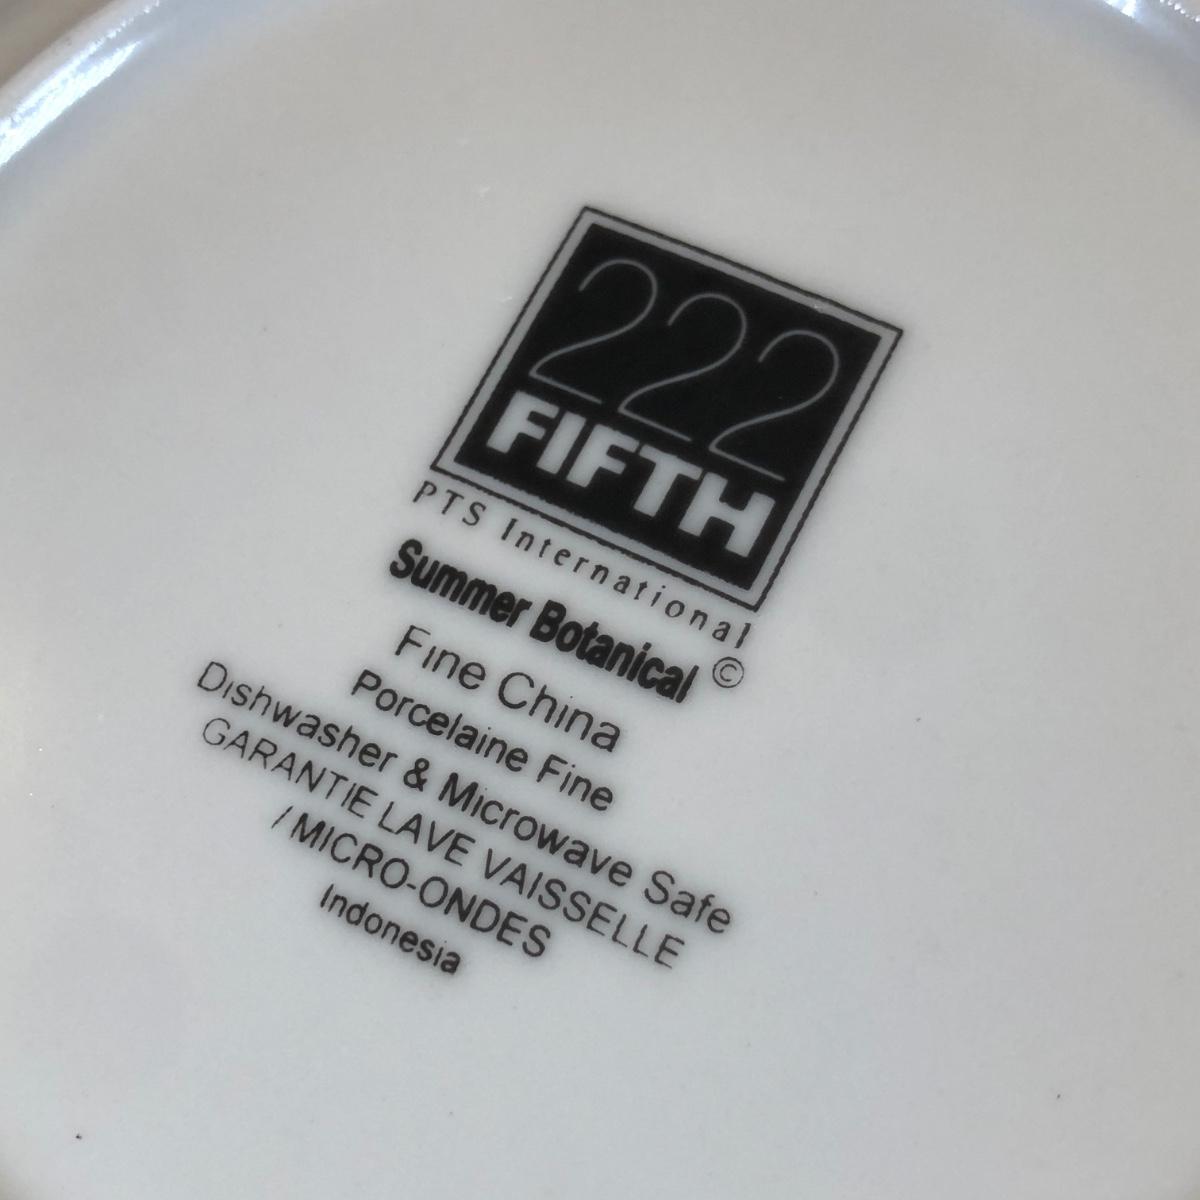 222
FIFTH
PTS International
Summer Botanical ©
Fine China
Porcelaine Fine
Dishwasher & Microwave Safe
GARANTIE LAVE VAISSELLE
/ MICRO-ONDES
Indonesia